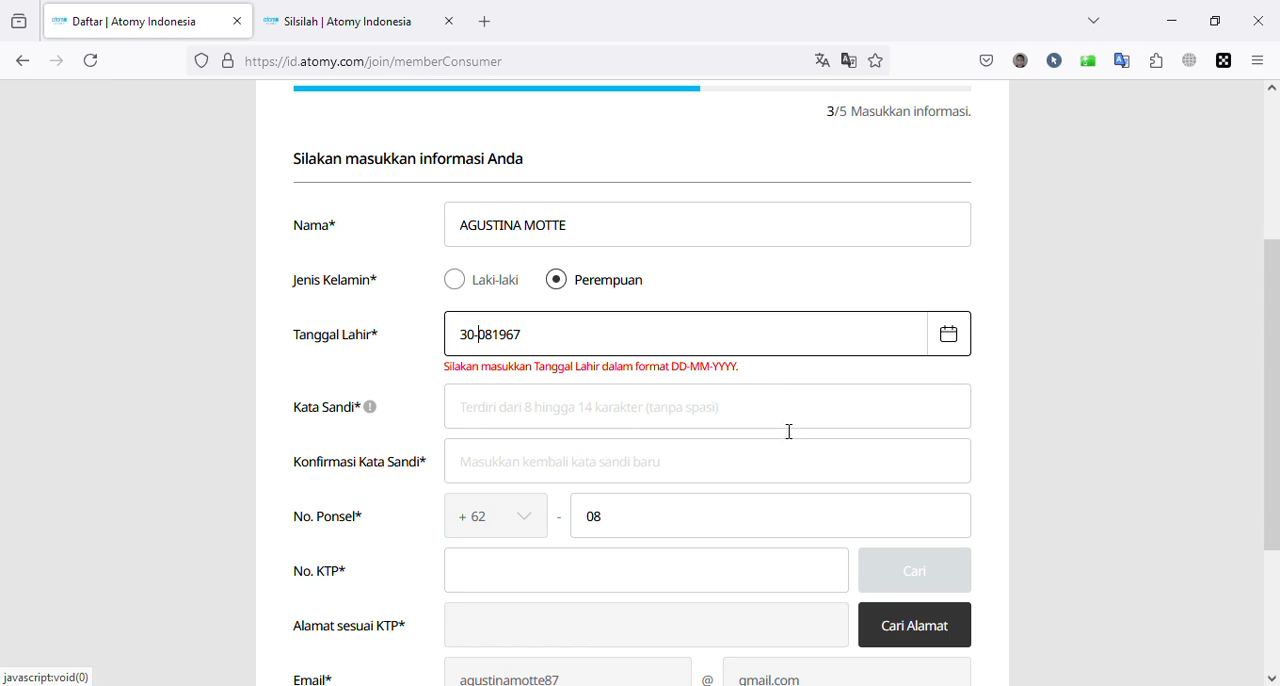 Daftar | Atomy Indonesia
Silsilah | Atomy Indonesia
https://id.atomy.com/join/memberConsumer
3/5 Masukkan informasi.
Silakan masukkan informasi Anda
Nama*
AGUSTINA MOTTE
Jenis Kelamin*
Laki-laki
Perempuan
Tanggal Lahir*
30-081967
Silakan masukkan Tanggal Lahir dalam format DD-MM-YYYY.
Kata Sandi*
Terdiri dari 8 hingga 14 karakter (tanpa spasi)
Konfirmasi Kata Sandi*
Masukkan kembali kata sandi baru
No. Ponsel*
+ 62
-
08
No. KTP*
Cari
Alamat sesuai KTP*
Cari Alamat
Email*
agustinamotte87
@
gmail.com
javascript:void(0)